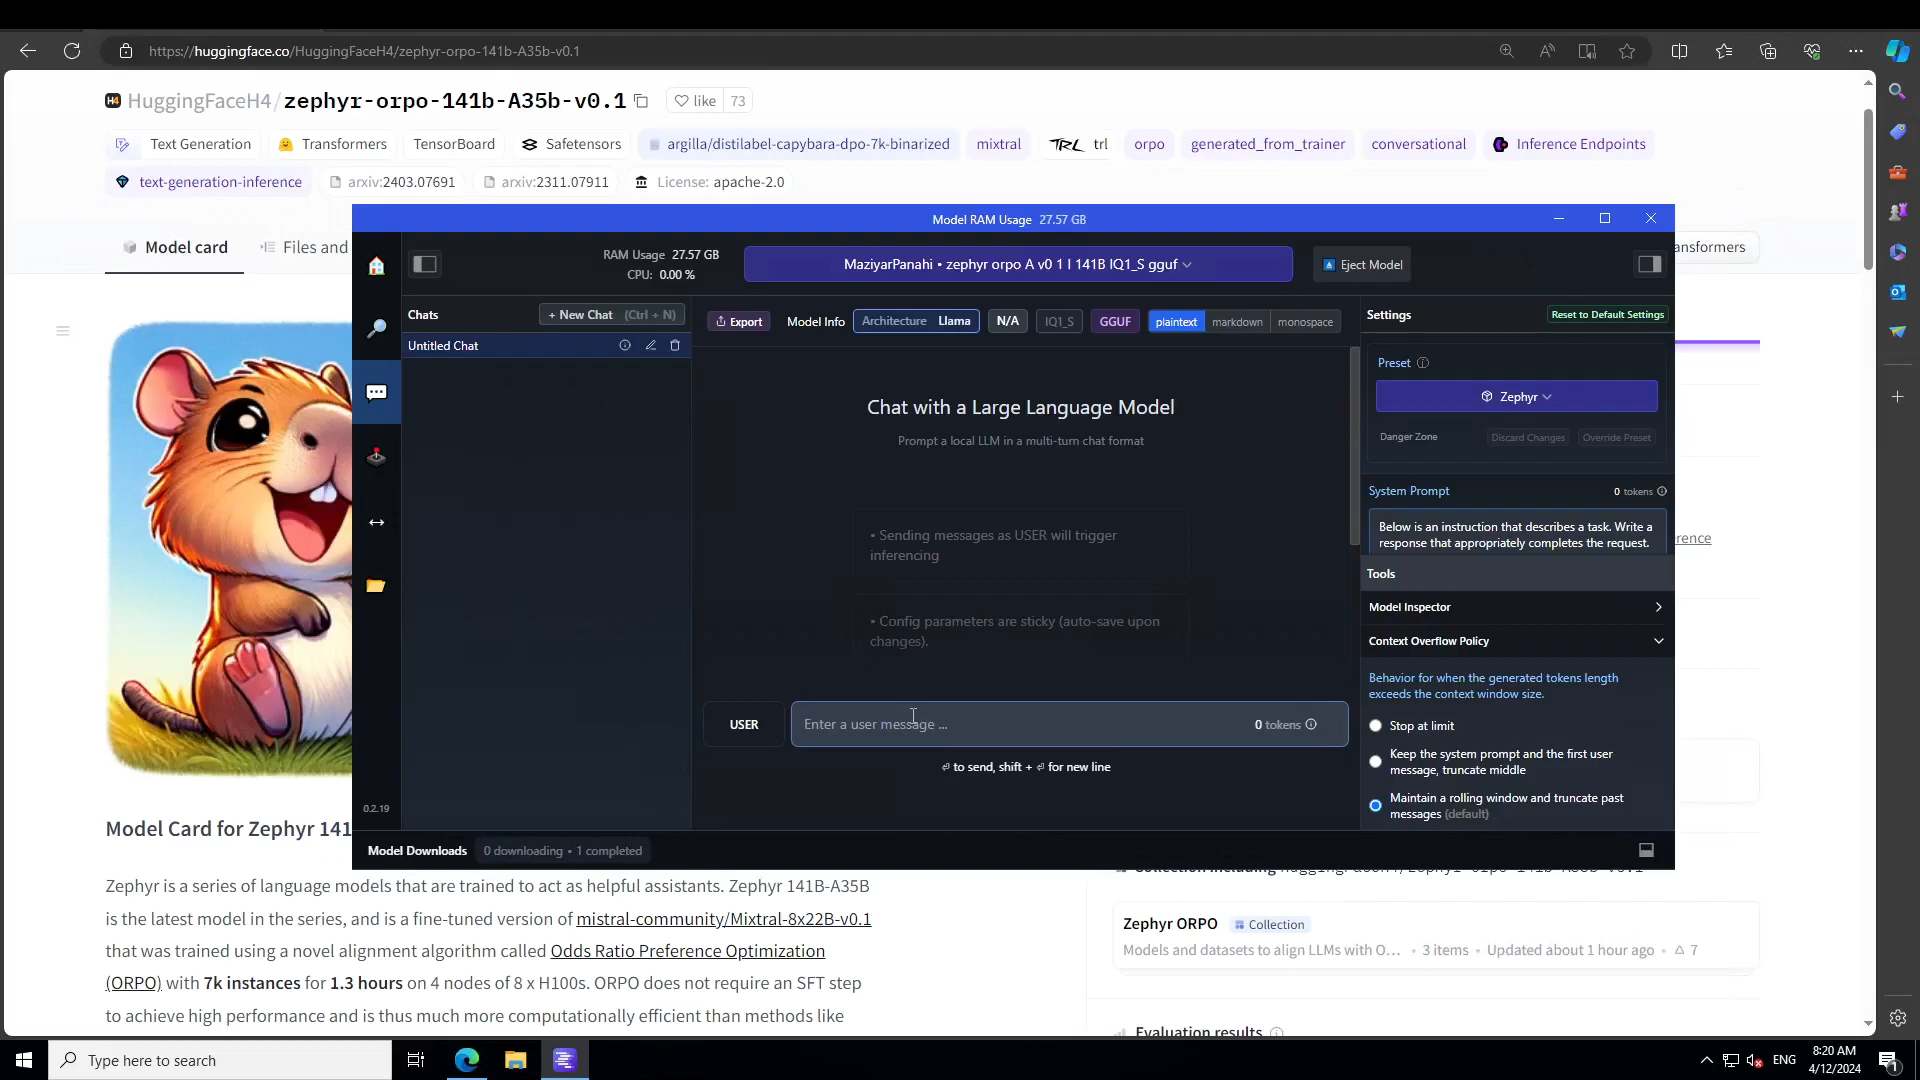 https://huggingface.co/HuggingFaceH4/zephyr-orpo-141b-A35b-v0.1
HuggingFaceH4/zephyr-orpo-141b-A35b-v0.1 like 73
Text Generation Transformers TensorBoard Safetensors argilla/distilabel-capybara-dpo-7k-binarized mixtral TRL trl orpo generated_from_trainer conversational Inference Endpoints
text-generation-inference arxiv:2403.07691 arxiv:2311.07911 License: apache-2.0
Model card Files and
Model RAM Usage 27.57 GB
RAM Usage 27.57 GB
CPU: 0.00 %
MaziyarPanahi • zephyr orpo A v0 1 I 141B IQ1_S gguf
Eject Model
Chats
+ New Chat (Ctrl + N)
Untitled Chat
Export
Model Info
Architecture Llama
N/A
IQ1_S
GGUF
plaintext markdown monospace
Chat with a Large Language Model
Prompt a local LLM in a multi-turn chat format
• Sending messages as USER will trigger
inferencing
• Config parameters are sticky (auto-save upon
changes).
USER
Enter a user message ...
0 tokens
⏎ to send, shift + ⏎ for new line
Settings
Reset to Default Settings
Preset
Zephyr
Danger Zone
Discard Changes
Override Preset
System Prompt
0 tokens
Below is an instruction that describes a task. Write a
response that appropriately completes the request.
Tools
Model Inspector
Context Overflow Policy
Behavior for when the generated tokens length
exceeds the context window size.
Stop at limit
Keep the system prompt and the first user
message, truncate middle
Maintain a rolling window and truncate past
messages (default)
0.2.19
Model Downloads 0 downloading • 1 completed
ansformers
rence
Model Card for Zephyr 141
Zephyr is a series of language models that are trained to act as helpful assistants. Zephyr 141B-A35B
is the latest model in the series, and is a fine-tuned version of mistral-community/Mixtral-8x22B-v0.1
that was trained using a novel alignment algorithm called Odds Ratio Preference Optimization
(ORPO) with 7k instances for 1.3 hours on 4 nodes of 8 x H100s. ORPO does not require an SFT step
to achieve high performance and is thus much more computationally efficient than methods like
Zephyr ORPO Collection
Models and datasets to align LLMs with O... • 3 items • Updated about 1 hour ago • 7
Evaluation results
Type here to search
ENG
8:20 AM
4/12/2024
1